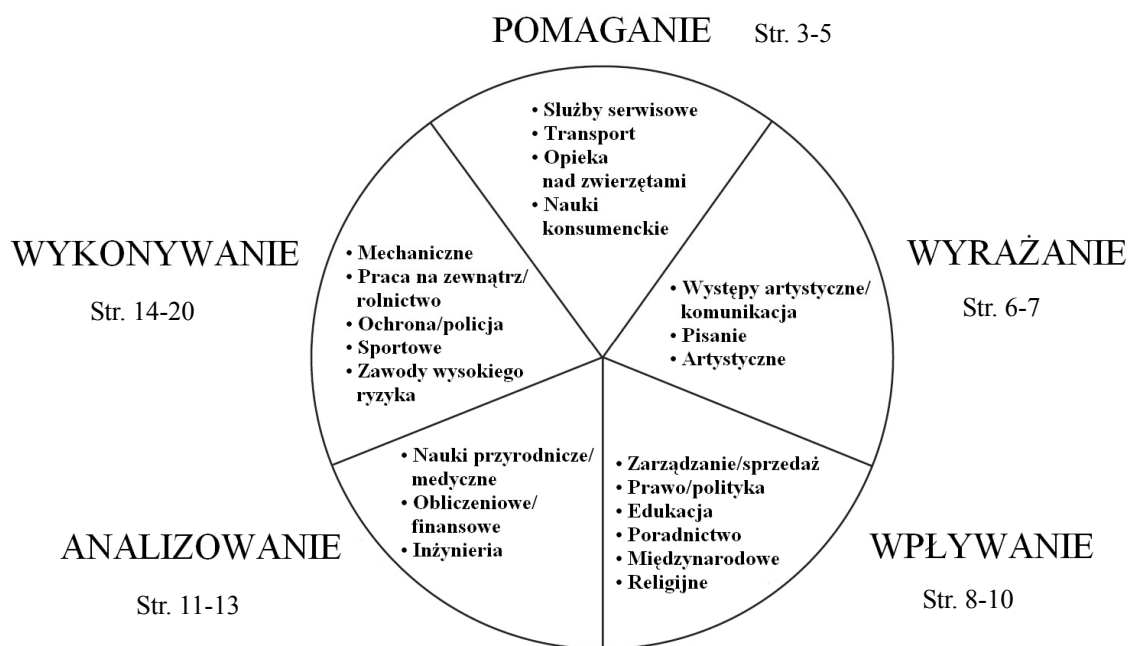 POMAGANIE Str. 3-5
• Służby serwisowe
• Transport
• Opieka
nad zwierzętami
• Nauki
konsumenckie
WYRAŻANIE
Str. 6-7
• Występy artystyczne/
komunikacja
• Pisanie
• Artystyczne
WPŁYWANIE
Str. 8-10
• Zarządzanie/sprzedaż
• Prawo/polityka
• Edukacja
• Poradnictwo
• Międzynarodowe
• Religijne
ANALIZOWANIE
Str. 11-13
• Nauki przyrodnicze/
medyczne
• Obliczeniowe/
finansowe
• Inżynieria
WYKONYWANIE
Str. 14-20
• Mechaniczne
• Praca na zewnątrz/
rolnictwo
• Ochrona/policja
• Sportowe
• Zawody wysokiego
ryzyka